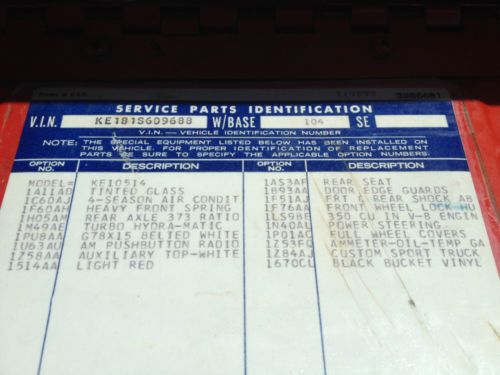 SERVICE PARTS IDENTIFICATION
V.I.N. KE181S609688 W/BASE 104 SE
V.I.N. — VEHICLE IDENTIFICATION NUMBER
NOTE: THE SPECIAL EQUIPMENT LISTED BELOW HAS BEEN INSTALLED ON
THIS VEHICLE. FOR PROPER IDENTIFICATION OF REPLACEMENT
PARTS BE SURE TO SPECIFY THE APPLICABLE OPTION NUMBERS.
OPTION NO. DESCRIPTION OPTION NO. DESCRIPTION
MODEL= KE10514 1A53AF REAR SEAT
1A01AA TINTED GLASS 1B93AA DOOR EDGE GUARDS
1C60AJ 4-SEASON AIR CONDIT 1F51AJ FRT & REAR SHOCK AB
1F60AH HEAVY FRONT SPRING 1F76AA FRONT WHEEL LOCK HU
1H05AM REAR AXLE 373 RATIO 1LS9BE 350 CU IN V-8 ENGIN
1M49AE TURBO HYDRA-MATIC 1N40AL POWER STEERING
1PU8AA G78X15 BELTED WHITE 1P01AC FULL WHEEL COVERS
1U63AU AM PUSHBUTTON RADIO 1Z53FC AMMETER-OIL-TEMP GA
1Z58AA AUXILIARY TOP-WHITE 1Z84AJ CUSTOM SPORT TRUCK
1514AA LIGHT RED 1670CL BLACK BUCKET VINYL